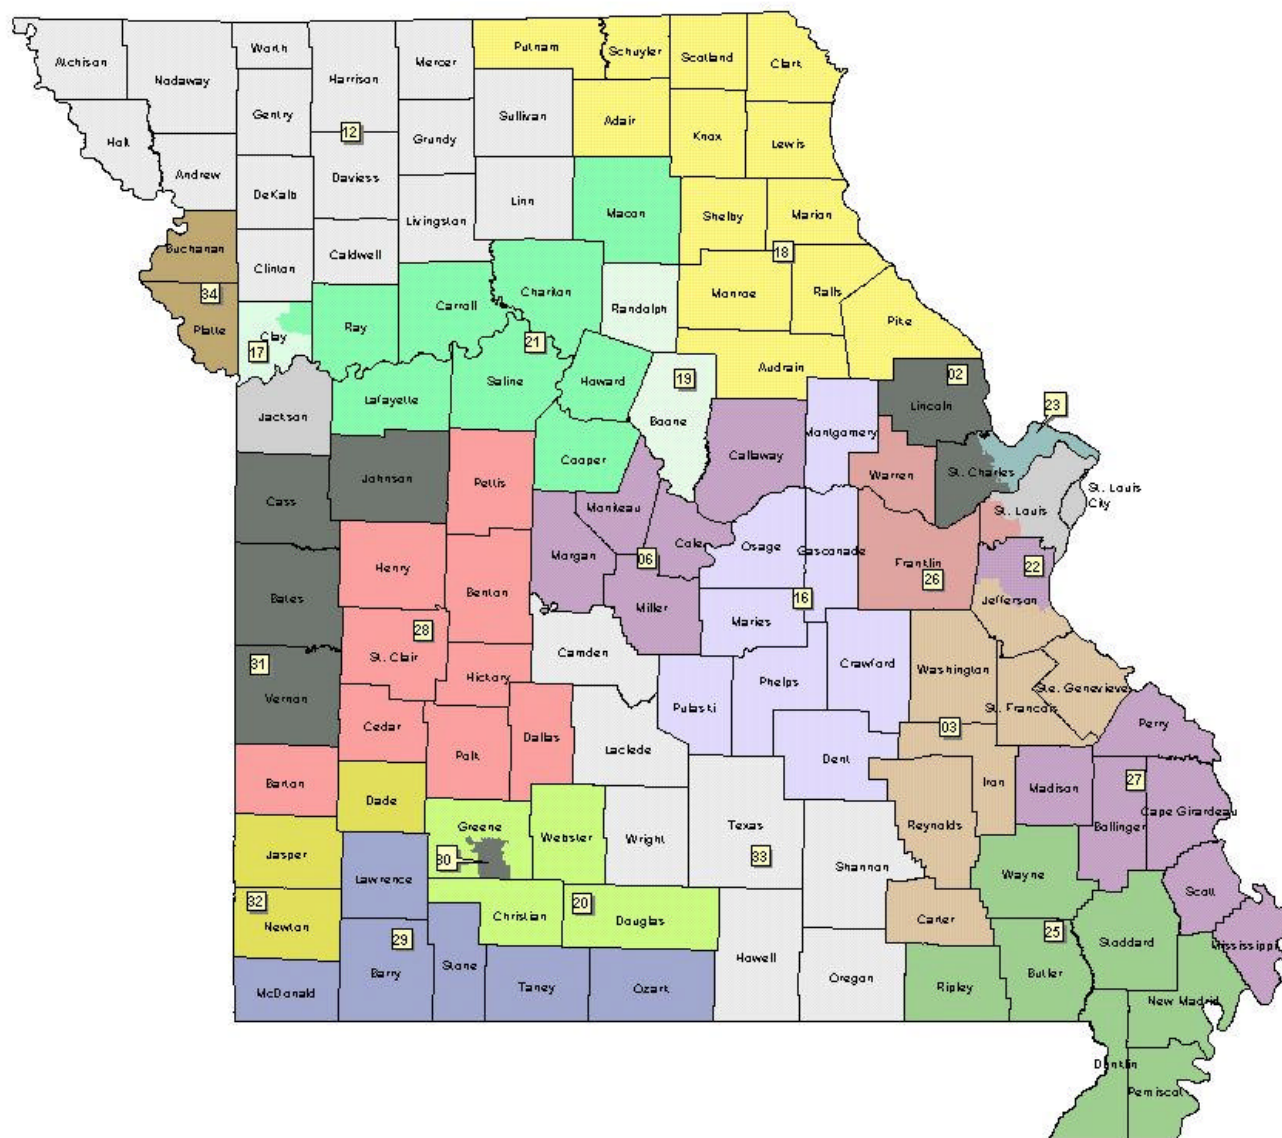 Atchison
Nodaway
Worth
Harrison
Mercer
Putnam
Schuyler
Scotland
Clark
Holt
Andrew
Gentry
DeKalb
12
Daviess
Grundy
Sullivan
Adair
Knox
Lewis
Livingston
Linn
Macon
Shelby
Marion
Buchanan
Clinton
Caldwell
18
34
Platte
Clay
17
Ray
Carroll
Chariton
21
Randolph
Monroe
Ralls
Pike
Jackson
Lafayette
Saline
Howard
19
Boone
Audrain
02
Lincoln
23
Cass
Johnson
Pettis
Cooper
Callaway
Montgomery
Warren
St. Charles
St. Louis
City
St. Louis
Moniteau
Cole
Morgan
06
Osage
Gasconade
Franklin
26
22
Jefferson
Bates
Henry
Benton
Miller
Maries
16
28
St. Clair
Camden
Hickory
Phelps
Crawford
Washington
Ste. Genevieve
St. Francois
31
Vernon
Cedar
Polk
Dallas
Pulaski
Laclede
Dent
03
Iron
Perry
Barton
Dade
Madison
27
Bollinger
Cape Girardeau
Greene
Webster
Wright
Texas
33
Shannon
Reynolds
Jasper
30
Lawrence
Wayne
Scott
32
Newton
29
Christian
20
Douglas
Carter
25
Stoddard
Mississippi
Barry
Stone
Howell
Oregon
Butler
McDonald
Taney
Ozark
Ripley
New Madrid
Dunklin
Pemiscot